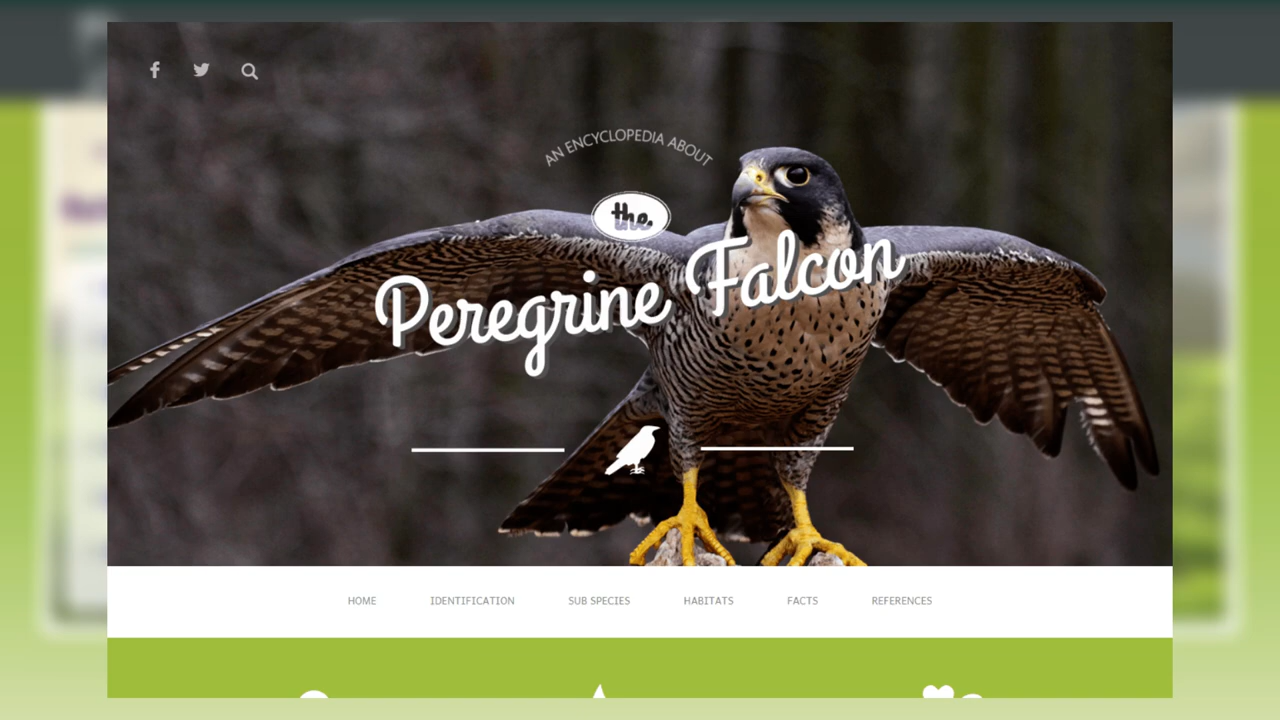 AN ENCYCLOPEDIA ABOUT
the
Peregrine Falcon
HOME IDENTIFICATION SUB SPECIES HABITATS FACTS REFERENCES